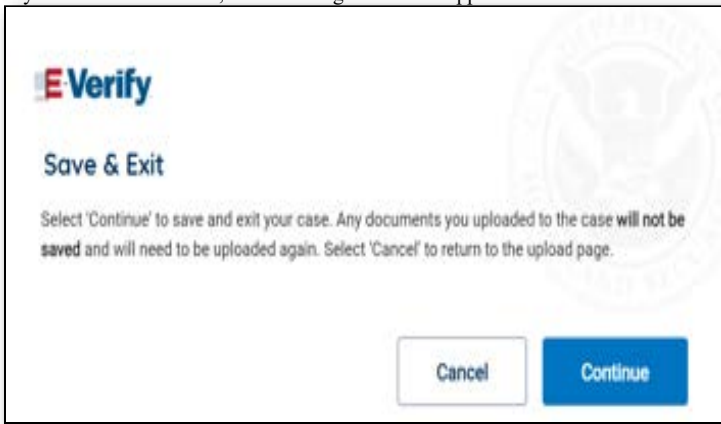 E-Verify
Save & Exit
Select 'Continue' to save and exit your case. Any documents you uploaded to the case will not be
saved and will need to be uploaded again. Select 'Cancel' to return to the upload page.
Cancel
Continue